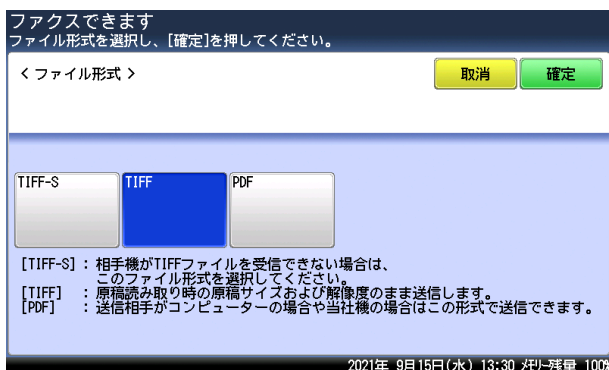 ファクスできます
ファイル形式を選択し、[確定]を押してください。
<ファイル形式>
取消
確定
TIFF-S
TIFF
PDF
[TIFF-S]：相手機がTIFFファイルを受信できない場合は、
このファイル形式を選択してください。
[TIFF]　：原稿読み取り時の原稿サイズおよび解像度のまま送信します。
[PDF]　：送信相手がコンピューターの場合や当社機の場合はこの形式で送信できます。
2021年 9月15日(水) 13:30 ﾒﾓﾘｰ残量 100%